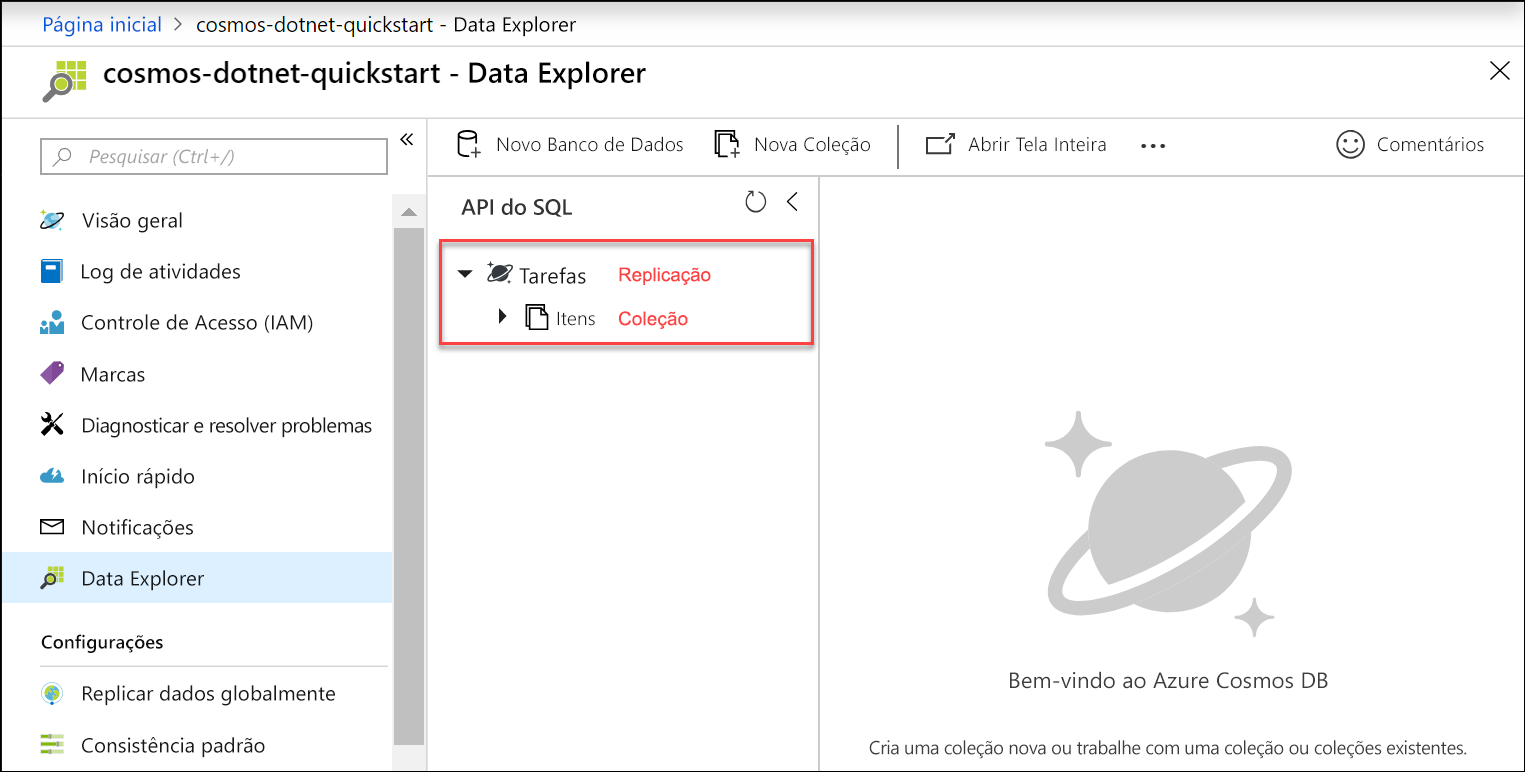 Página inicial > cosmos-dotnet-quickstart - Data Explorer
cosmos-dotnet-quickstart - Data Explorer
Pesquisar (Ctrl+/)
Visão geral
Log de atividades
Controle de Acesso (IAM)
Marcas
Diagnosticar e resolver problemas
Início rápido
Notificações
Data Explorer
Configurações
Replicar dados globalmente
Consistência padrão
Novo Banco de Dados
Nova Coleção
Abrir Tela Inteira
Comentários
API do SQL
Tarefas Replicação
Itens Coleção
Bem-vindo ao Azure Cosmos DB
Cria uma coleção nova ou trabalhe com uma coleção ou coleções existentes.